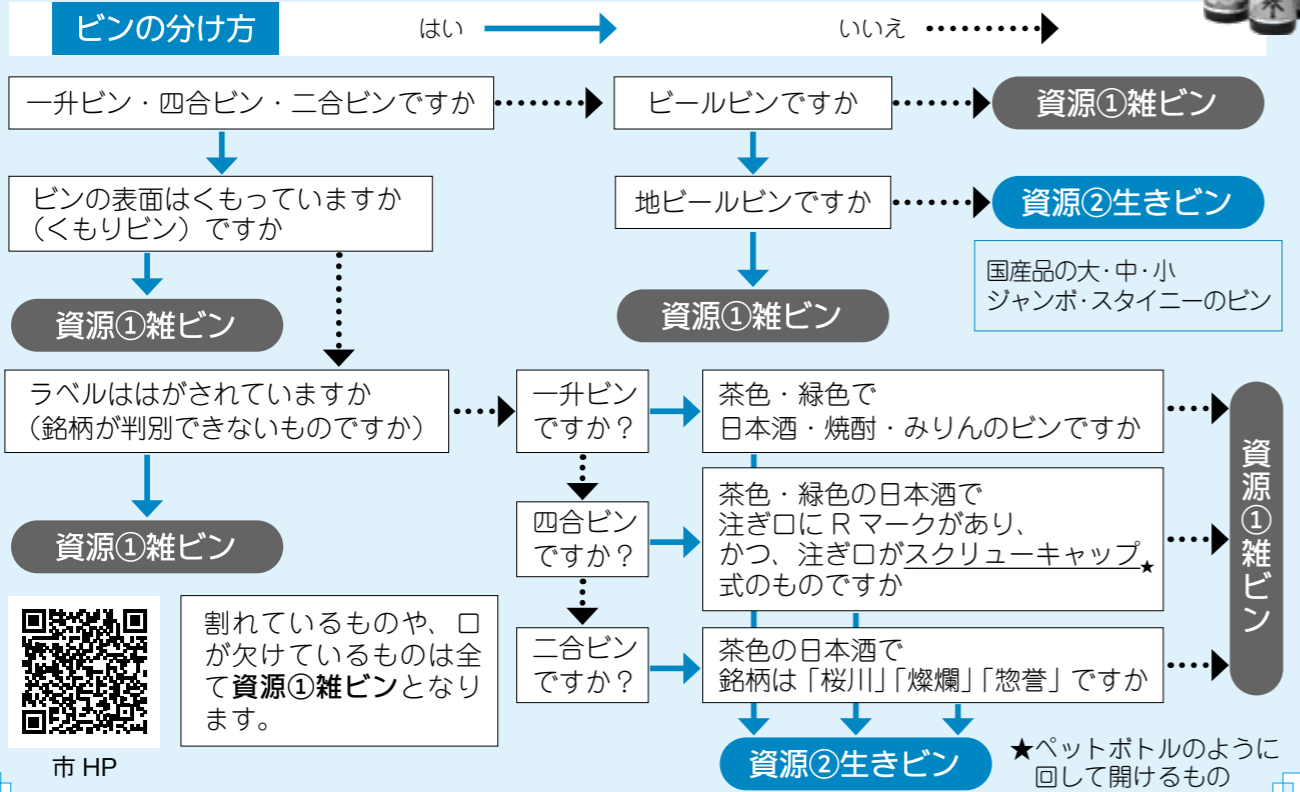 ビンの分け方
はい
いいえ
一升ビン・四合ビン・二合ビンですか
ビールビンですか
資源①雑ビン
ビンの表面はくもっていますか
(くもりビン)ですか
地ビールビンですか
資源②生きビン
国産品の大・中・小
ジャンボ・スタイニーのビン
資源①雑ビン
資源①雑ビン
ラベルははがされていますか
(銘柄が判別できないものですか)
一升ビン
ですか?
茶色・緑色で
日本酒・焼酎・みりんのビンですか
資源①雑ビン
四合ビン
ですか?
茶色・緑色の日本酒で
注ぎ口に R マークがあり、
かつ、注ぎ口がスクリューキャップ★
式のものですか
資源①雑ビン
二合ビン
ですか?
茶色の日本酒で
銘柄は「桜川」「燦爛」「惣誉」ですか
割れているものや、口
が欠けているものは全
て資源①雑ビンとなり
ます。
市 HP
資源②生きビン
★ペットボトルのように
回して開けるもの